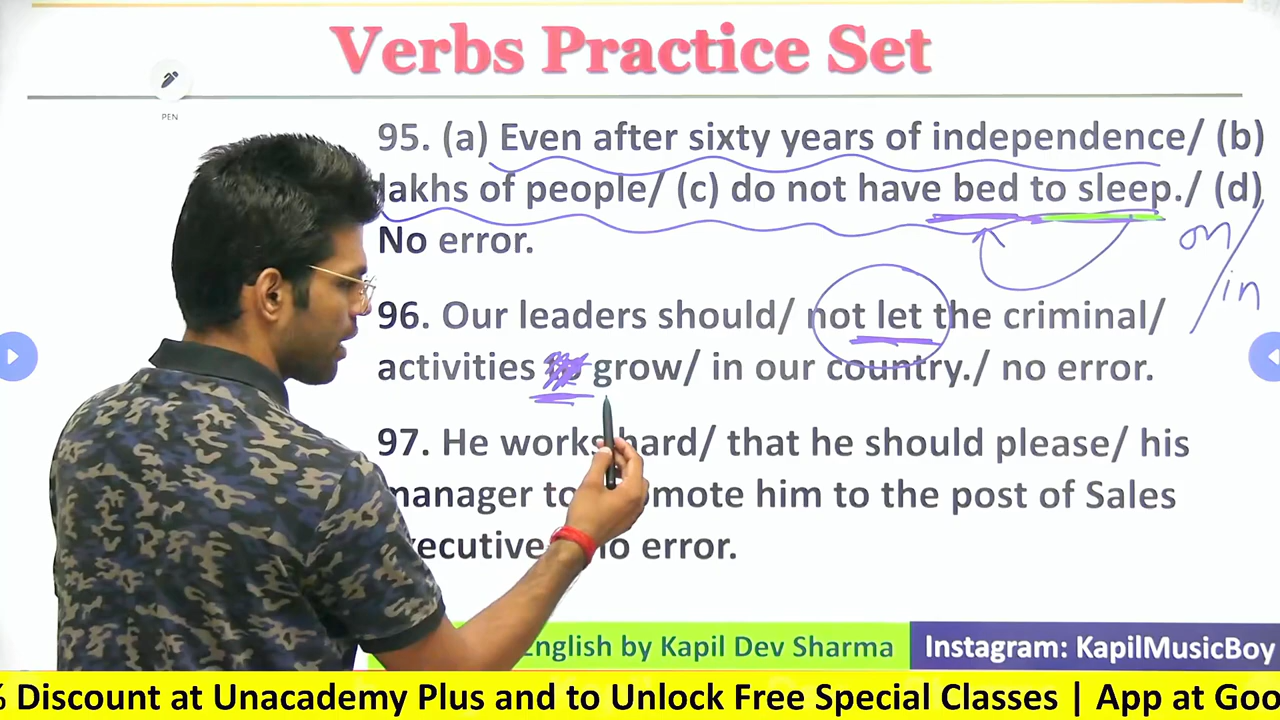 Verbs Practice Set
PEN
95. (a) Even after sixty years of independence/ (b)
lakhs of people/ (c) do not have bed to sleep./ (d)
No error.
on/in
96. Our leaders should/ not let the criminal/
activities grow/ in our country./ no error.
97. He works hard/ that he should please/ his
manager to promote him to the post of Sales
executive no error.
English by Kapil Dev Sharma
Instagram: KapilMusicBoy
% Discount at Unacademy Plus and to Unlock Free Special Classes | App at Goo